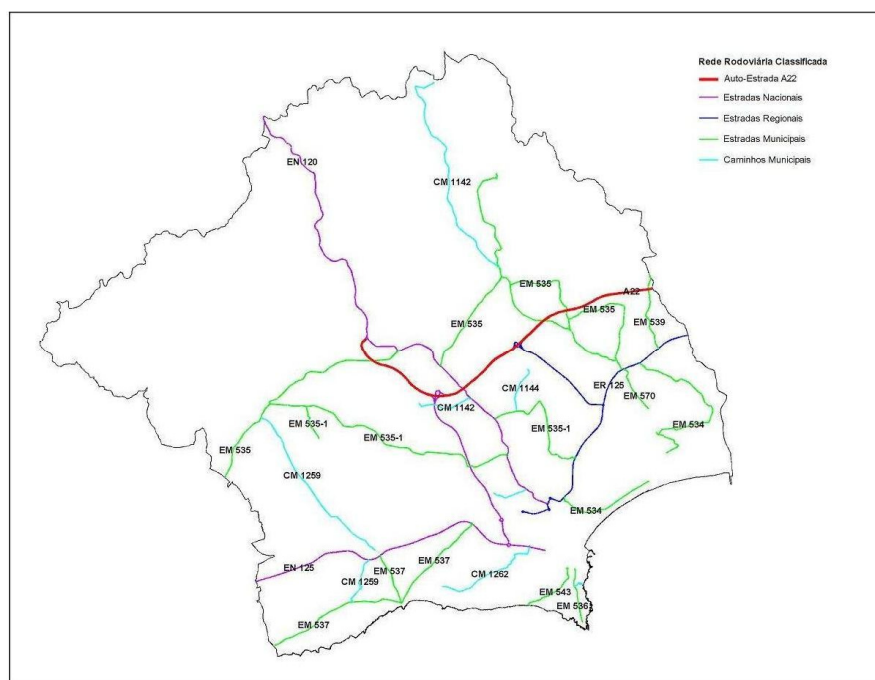 Rede Rodoviária Classificada
Auto-Estrada A22
Estradas Nacionais
Estradas Regionais
Estradas Municipais
Caminhos Municipais
EN 120
CM 1142
EM 535
A22
EM 535
EM 539
EM 535
ER 125
CM 1144
EM 570
CM 1142
EM 535-1
EM 534
EM 535-1
EM 535-1
EM 535
CM 1259
EM 534
EN 125
EM 537
EM 537
CM 1259
CM 1262
EM 543
EM 536
EM 537